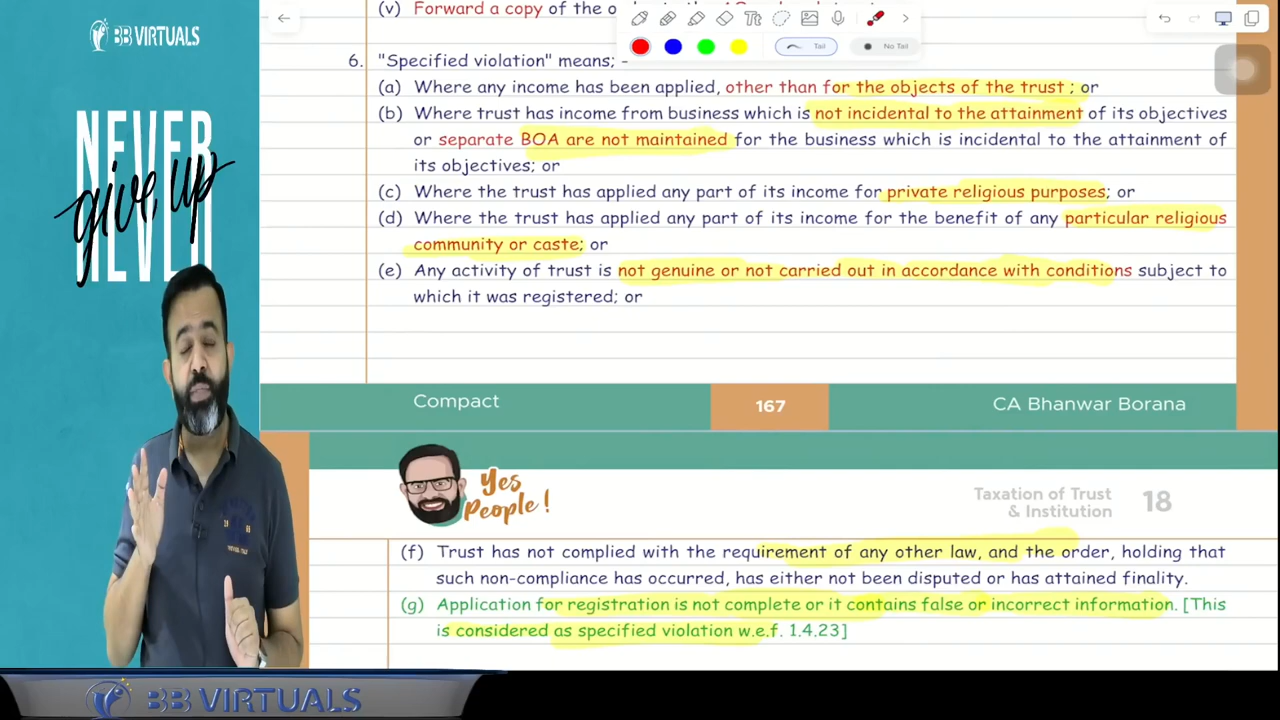 BB VIRTUALS
NEVER
give up
NEVER
(v) Forward a copy of the
Tt
Tail
No Tail
6. "Specified violation" means; -
(a) Where any income has been applied, other than for the objects of the trust ; or
(b) Where trust has income from business which is not incidental to the attainment of its objectives
or separate BOA are not maintained for the business which is incidental to the attainment of
its objectives; or
(c) Where the trust has applied any part of its income for private religious purposes; or
(d) Where the trust has applied any part of its income for the benefit of any particular religious
community or caste; or
(e) Any activity of trust is not genuine or not carried out in accordance with conditions subject to
which it was registered; or
Compact 167 CA Bhanwar Borana
Yes
People !
Taxation of Trust
& Institution 18
(f) Trust has not complied with the requirement of any other law, and the order, holding that
such non-compliance has occurred, has either not been disputed or has attained finality.
(g) Application for registration is not complete or it contains false or incorrect information. [This
is considered as specified violation w.e.f. 1.4.23]
BB VIRTUALS